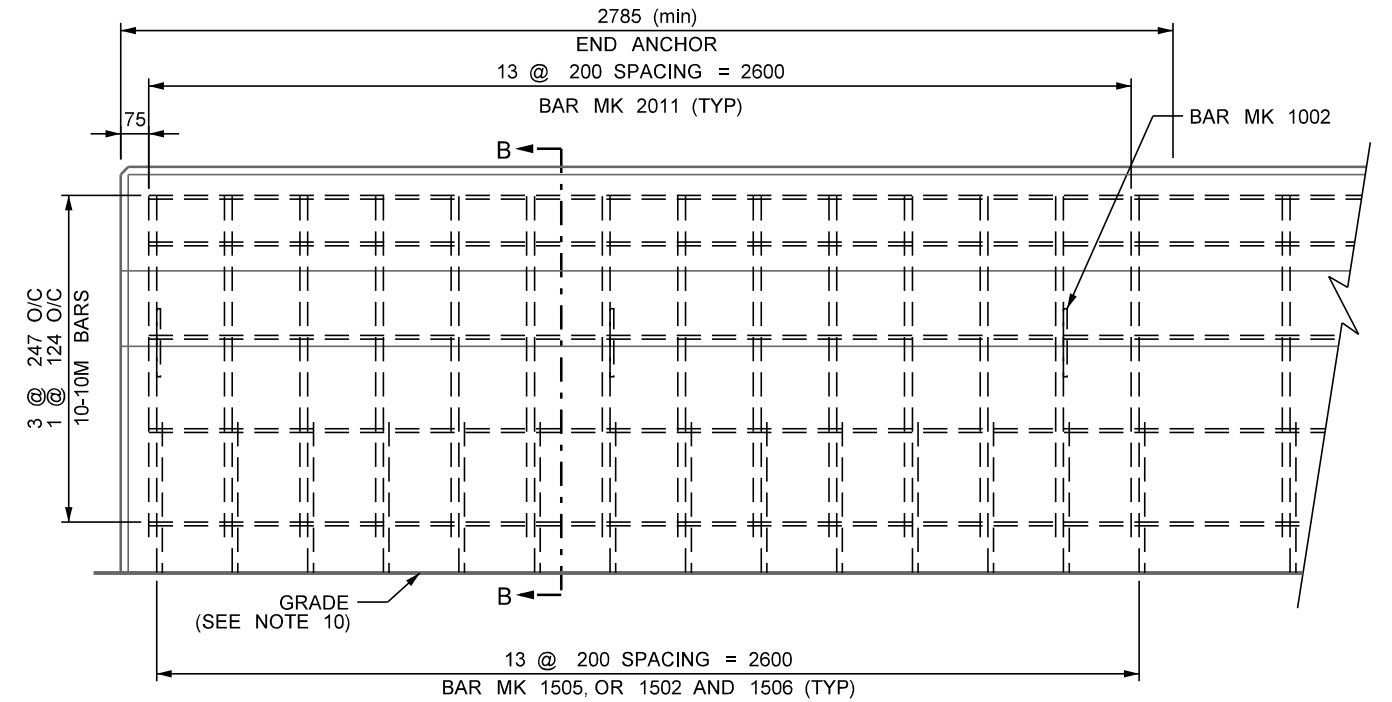 2785 (min)
END ANCHOR
13 @ 200 SPACING = 2600
BAR MK 2011 (TYP)
75
BAR MK 1002
B
3 @ 247 O/C
1 @ 124 O/C
10-10M BARS
GRADE
(SEE NOTE 10)
B
13 @ 200 SPACING = 2600
BAR MK 1505, OR 1502 AND 1506 (TYP)